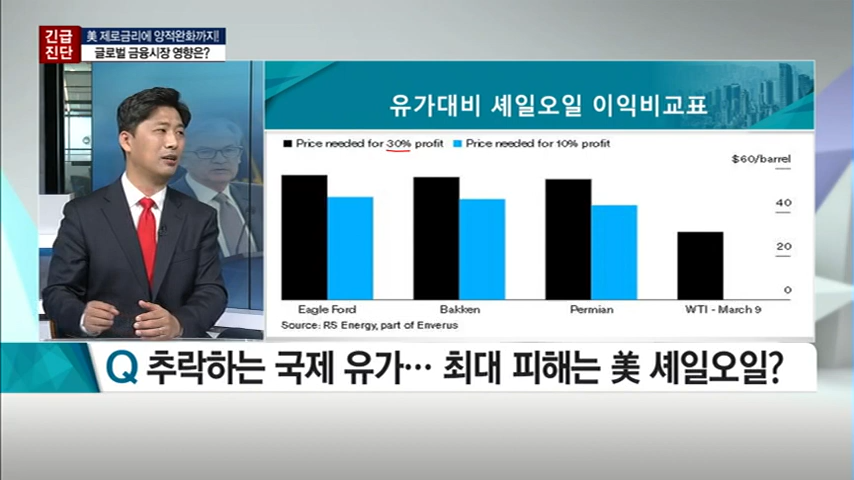 긴급
진단
美 제로금리에 양적완화까지!
글로벌 금융시장 영향은?
유가대비 셰일오일 이익비교표
Price needed for 30% profit
Price needed for 10% profit
$60/barrel
40
20
0
Eagle Ford
Bakken
Permian
WTI - March 9
Source: RS Energy, part of Enverus
Q 추락하는 국제 유가… 최대 피해는 美 셰일오일?